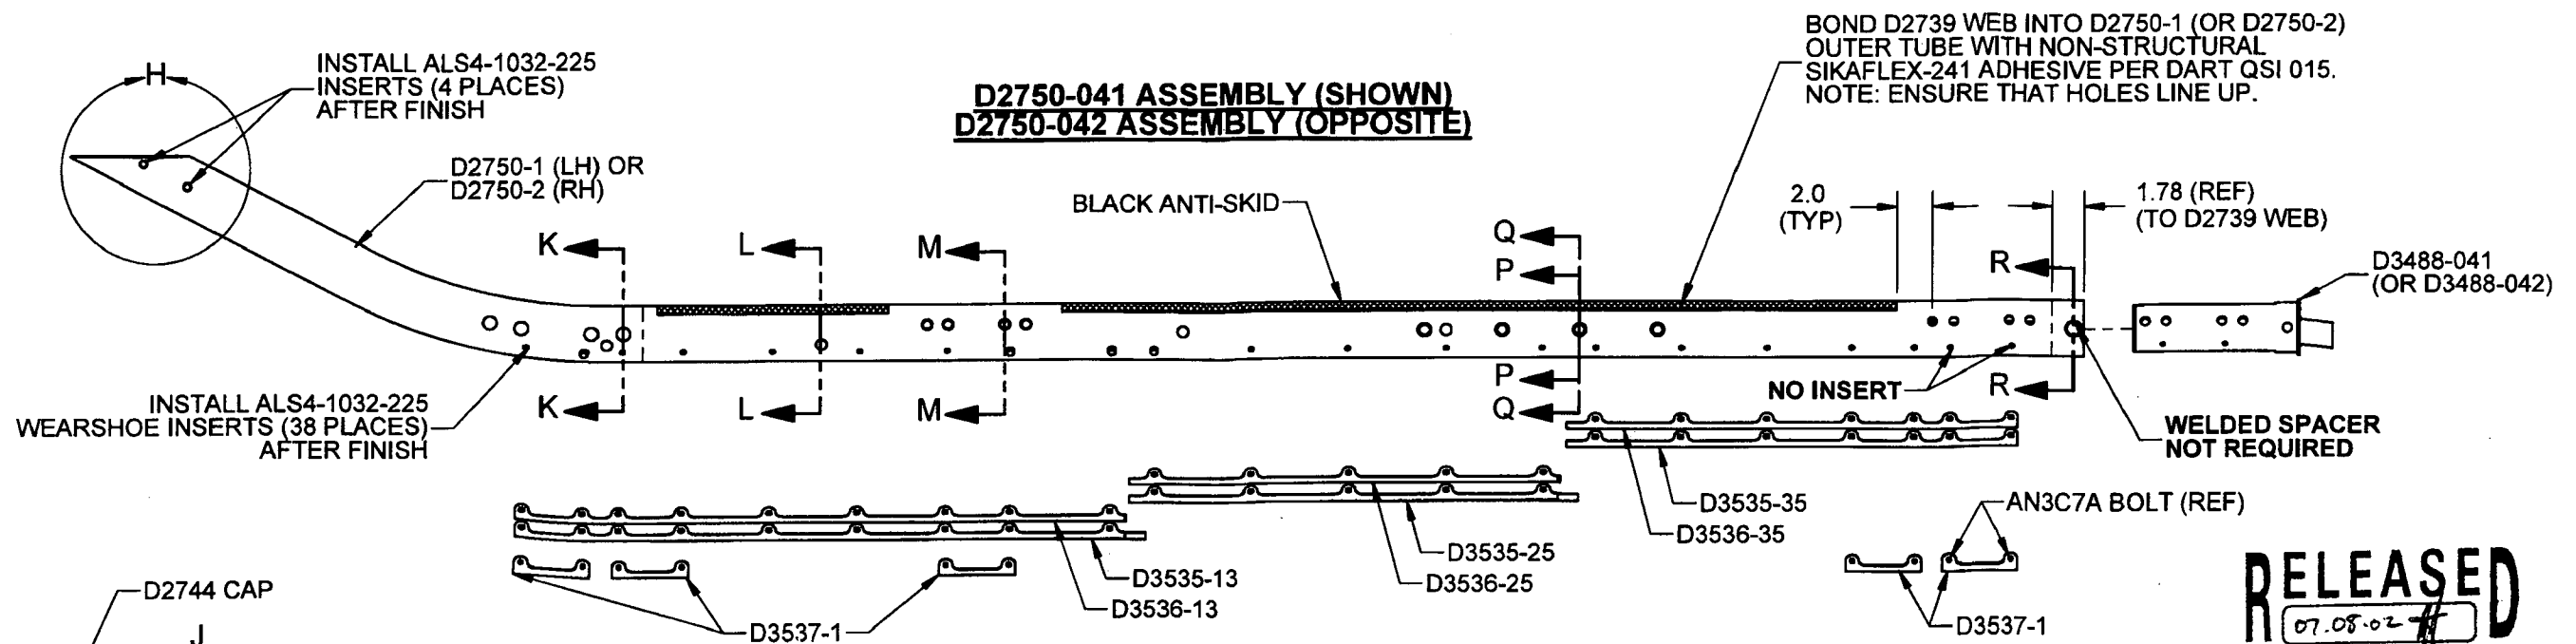 H
INSTALL ALS4-1032-225
INSERTS (4 PLACES)
AFTER FINISH
D2750-041 ASSEMBLY (SHOWN)
D2750-042 ASSEMBLY (OPPOSITE)
BOND D2739 WEB INTO D2750-1 (OR D2750-2)
OUTER TUBE WITH NON-STRUCTURAL
SIKAFLEX-241 ADHESIVE PER DART QSI 015.
NOTE: ENSURE THAT HOLES LINE UP.
D2750-1 (LH) OR
D2750-2 (RH)
BLACK ANTI-SKID
2.0
(TYP)
1.78 (REF)
(TO D2739 WEB)
K
L
M
Q
P
R
D3488-041
(OR D3488-042)
K
L
M
P
Q
R
NO INSERT
INSTALL ALS4-1032-225
WEARSHOE INSERTS (38 PLACES)
AFTER FINISH
WELDED SPACER
NOT REQUIRED
D3535-35
D3536-35
AN3C7A BOLT (REF)
D3535-25
D3536-25
D3535-13
D3536-13
D3537-1
D3537-1
D2744 CAP
J
RELEASED
07.08.02